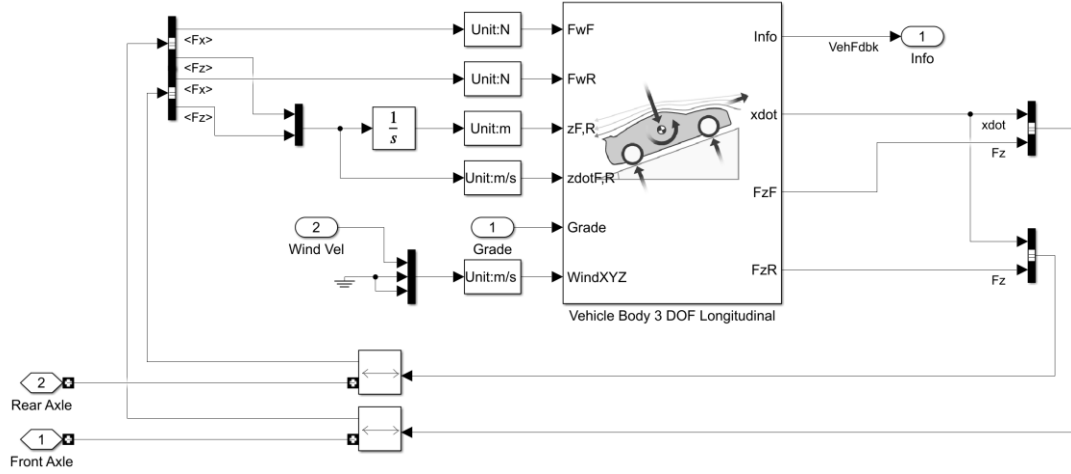 <Fx>
<Fz>
<Fx>
<Fz>
Unit:N
Unit:N
1
s
Unit:m
Unit:m/s
2
Wind Vel
1
Grade
Unit:m/s
FwF
FwR
zF,R
zdotF,R
Grade
WindXYZ
Info
xdot
FzF
FzR
Vehicle Body 3 DOF Longitudinal
VehFdbk
1
Info
xdot
Fz
Fz
2
Rear Axle
1
Front Axle